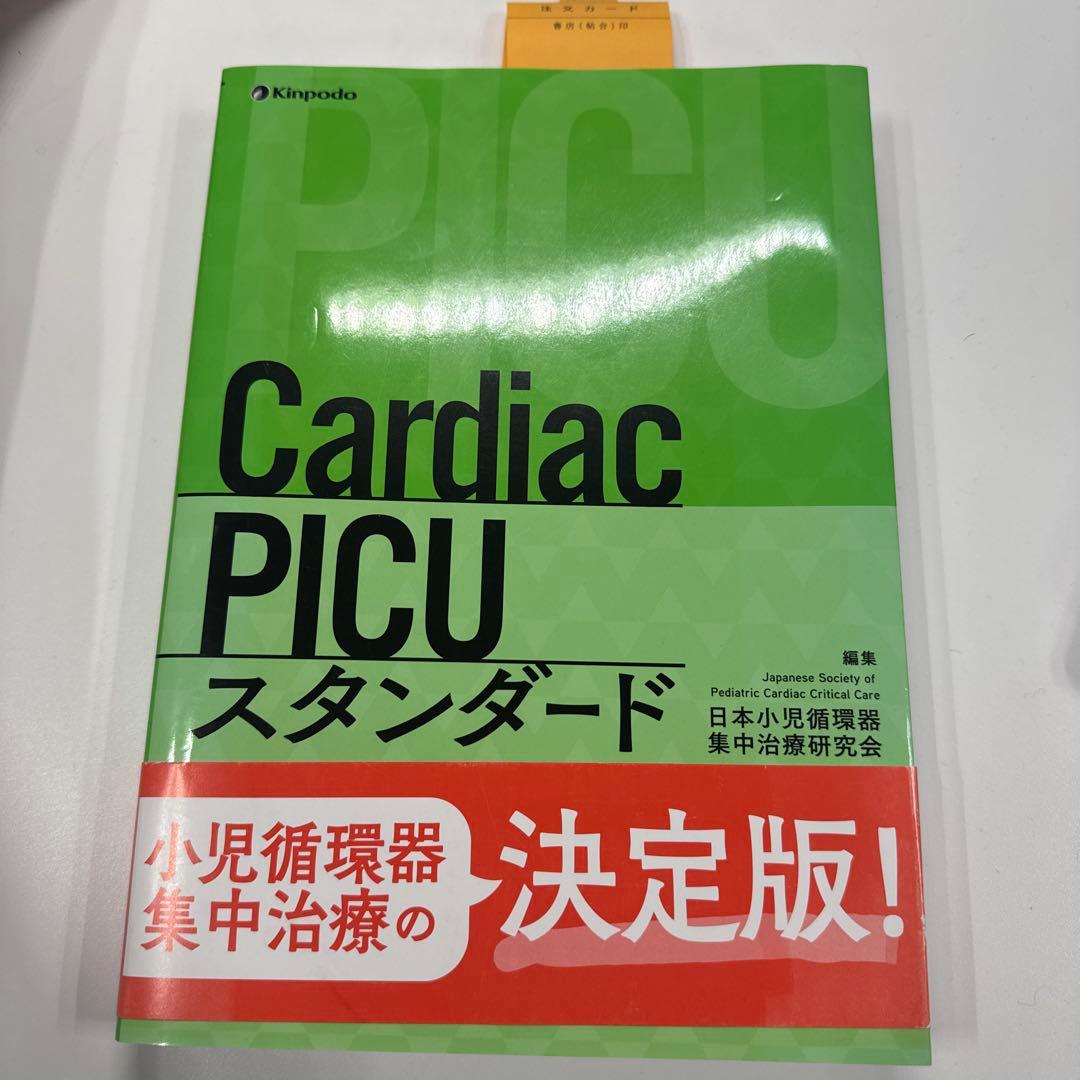 注文カード
書店(帖合)印
Kinpodo
PICU
Cardiac
PICU
スタンダード
編集
Japanese Society of
Pediatric Cardiac Critical Care
日本小児循環器
集中治療研究会
小児循環器
集中治療の
決定版!